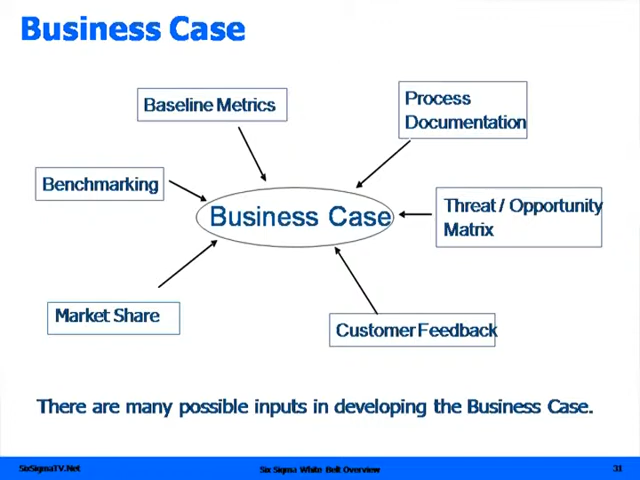 Business Case
Baseline Metrics
Process
Documentation
Benchmarking
Business Case
Threat / Opportunity
Matrix
Market Share
Customer Feedback
There are many possible inputs in developing the Business Case.
SixSigmaTV.Net
Six Sigma White Belt Overview
31